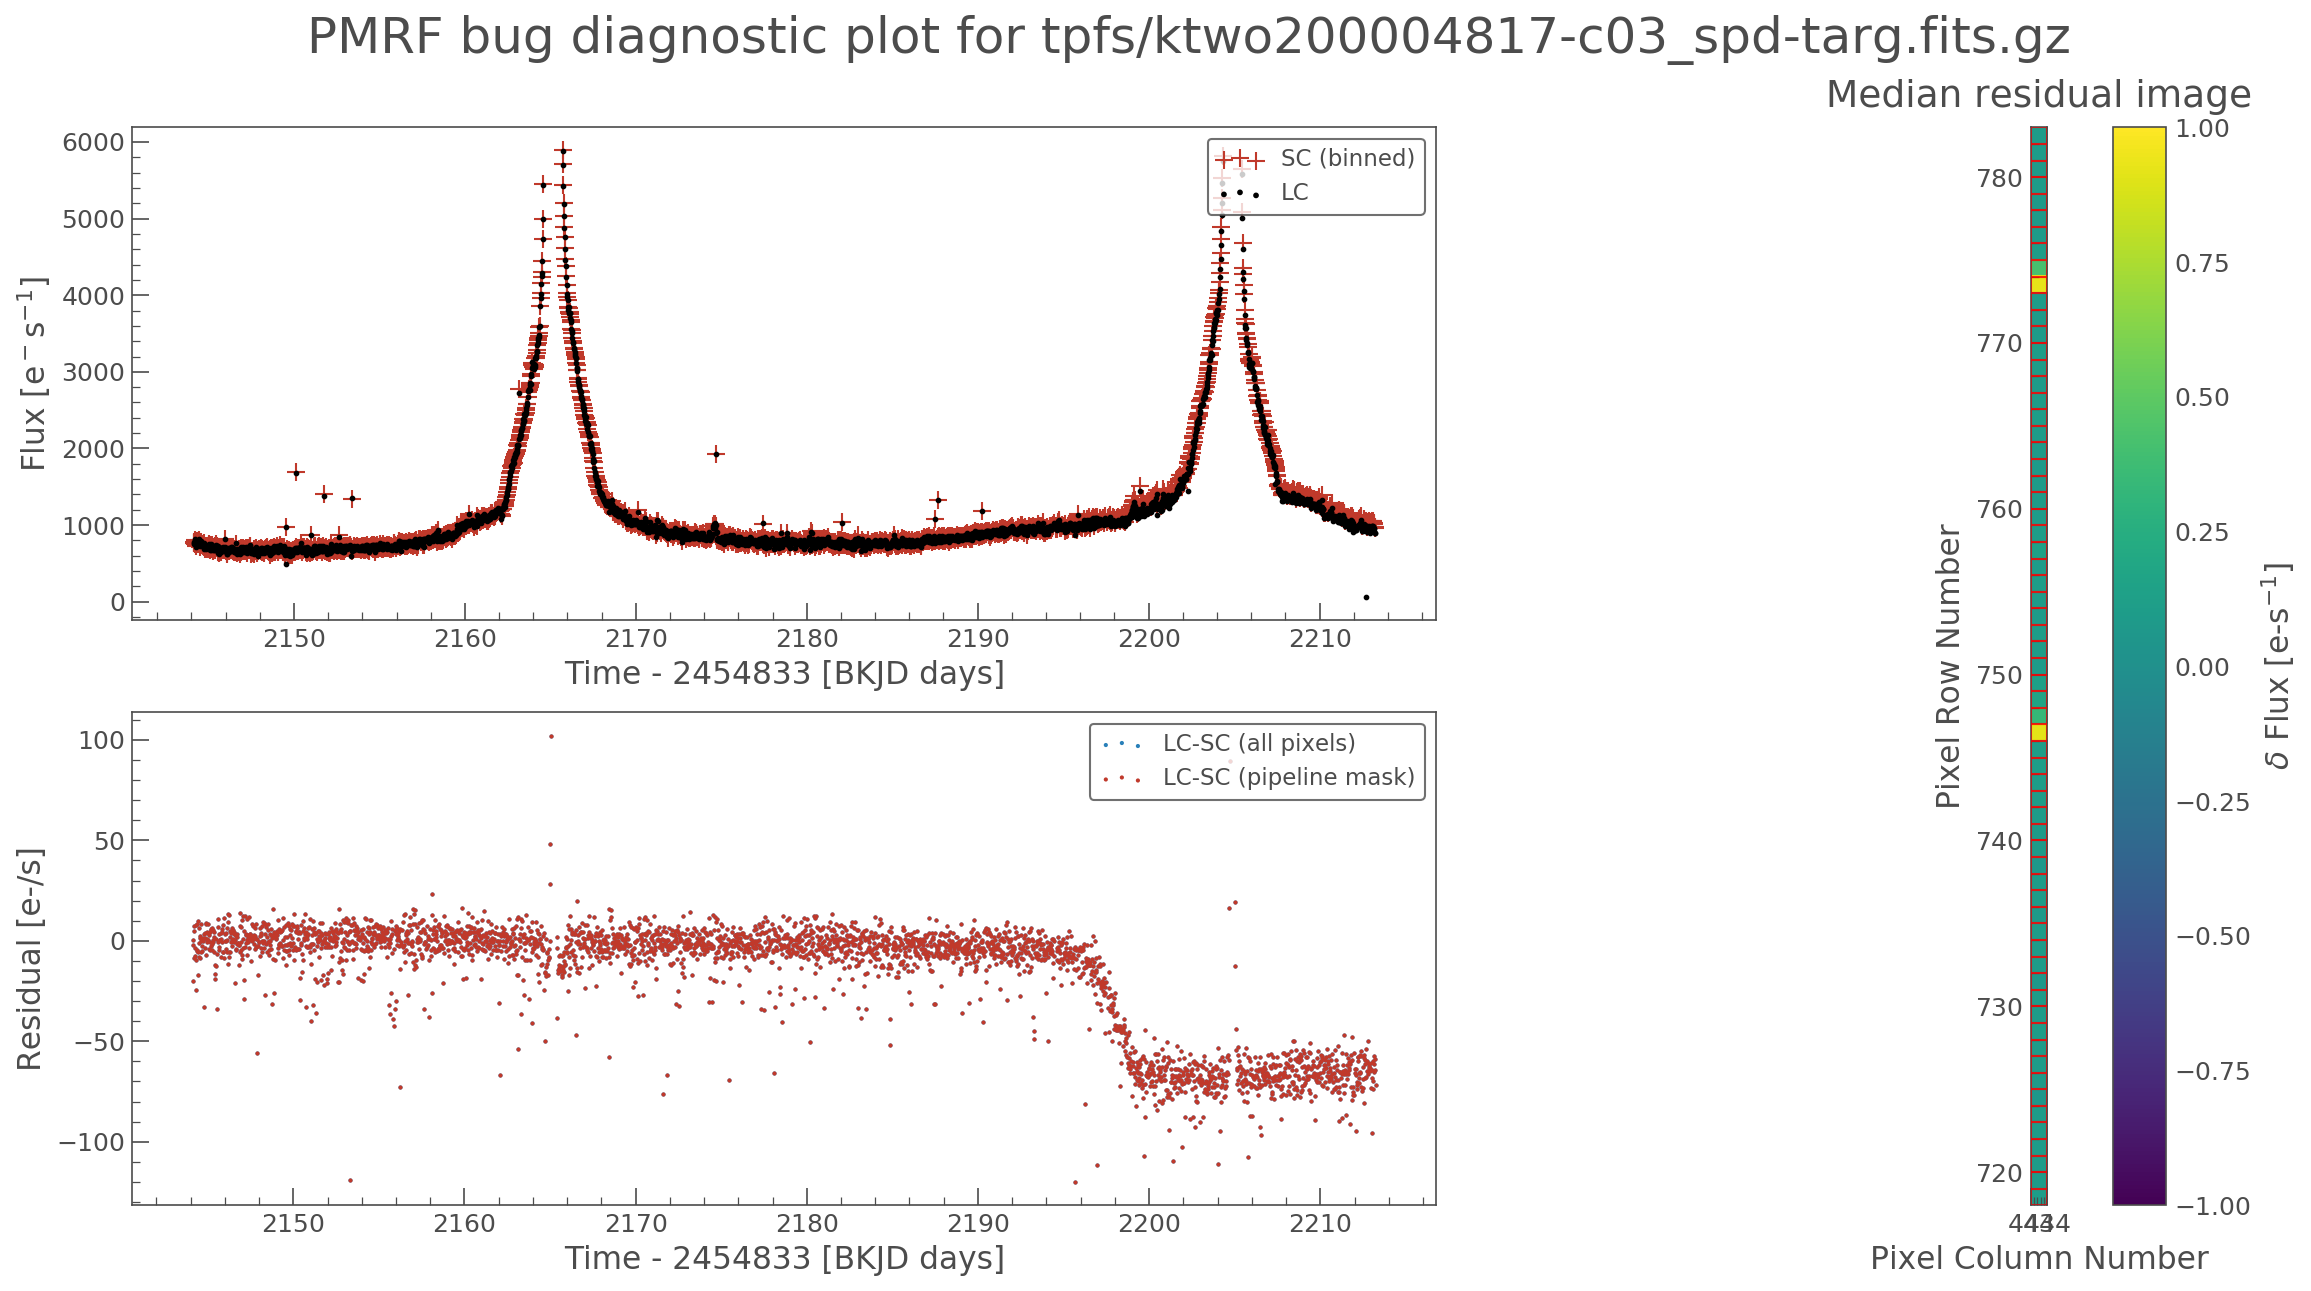 PMRF bug diagnostic plot for tpfs/ktwo200004817-c03_spd-targ.fits.gz
Flux [e⁻ s⁻¹]
6000
5000
4000
3000
2000
1000
0
SC (binned)
LC
2150 2160 2170 2180 2190 2200 2210
Time - 2454833 [BKJD days]
Residual [e-/s]
100
50
0
−50
−100
LC-SC (all pixels)
LC-SC (pipeline mask)
2150 2160 2170 2180 2190 2200 2210
Time - 2454833 [BKJD days]
Median residual image
Pixel Row Number
780
770
760
750
740
730
720
Pixel Column Number
1.00
0.75
0.50
0.25
0.00
−0.25
−0.50
−0.75
−1.00
δ Flux [e-s⁻¹]